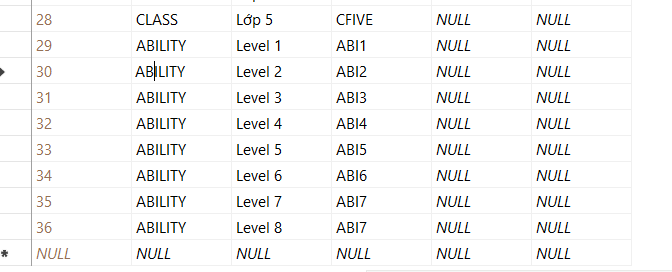 28 CLASS Lớp 5 CFIVE NULL NULL
29 ABILITY Level 1 ABI1 NULL NULL
30 ABILITY Level 2 ABI2 NULL NULL
31 ABILITY Level 3 ABI3 NULL NULL
32 ABILITY Level 4 ABI4 NULL NULL
33 ABILITY Level 5 ABI5 NULL NULL
34 ABILITY Level 6 ABI6 NULL NULL
35 ABILITY Level 7 ABI7 NULL NULL
36 ABILITY Level 8 ABI7 NULL NULL
* NULL NULL NULL NULL NULL NULL